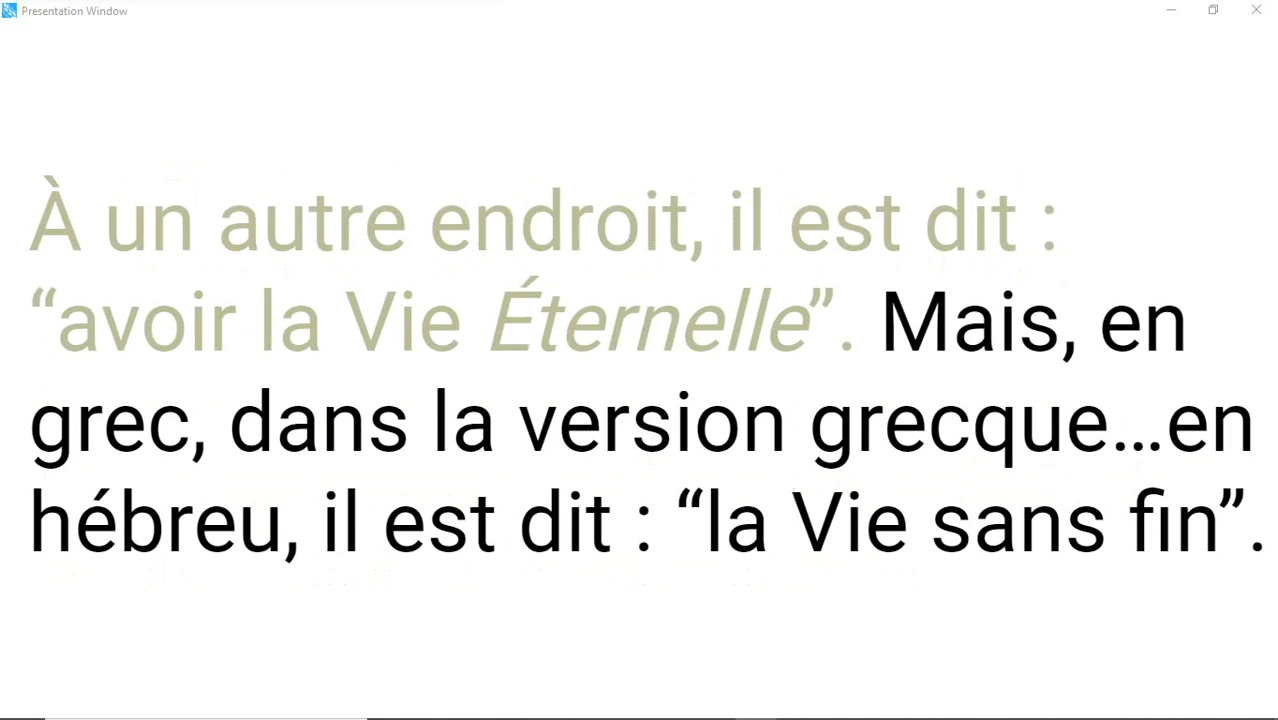 Presentation Window
À un autre endroit, il est dit :
“avoir la Vie Éternelle”. Mais, en
grec, dans la version grecque…en
hébreu, il est dit : “la Vie sans fin”.